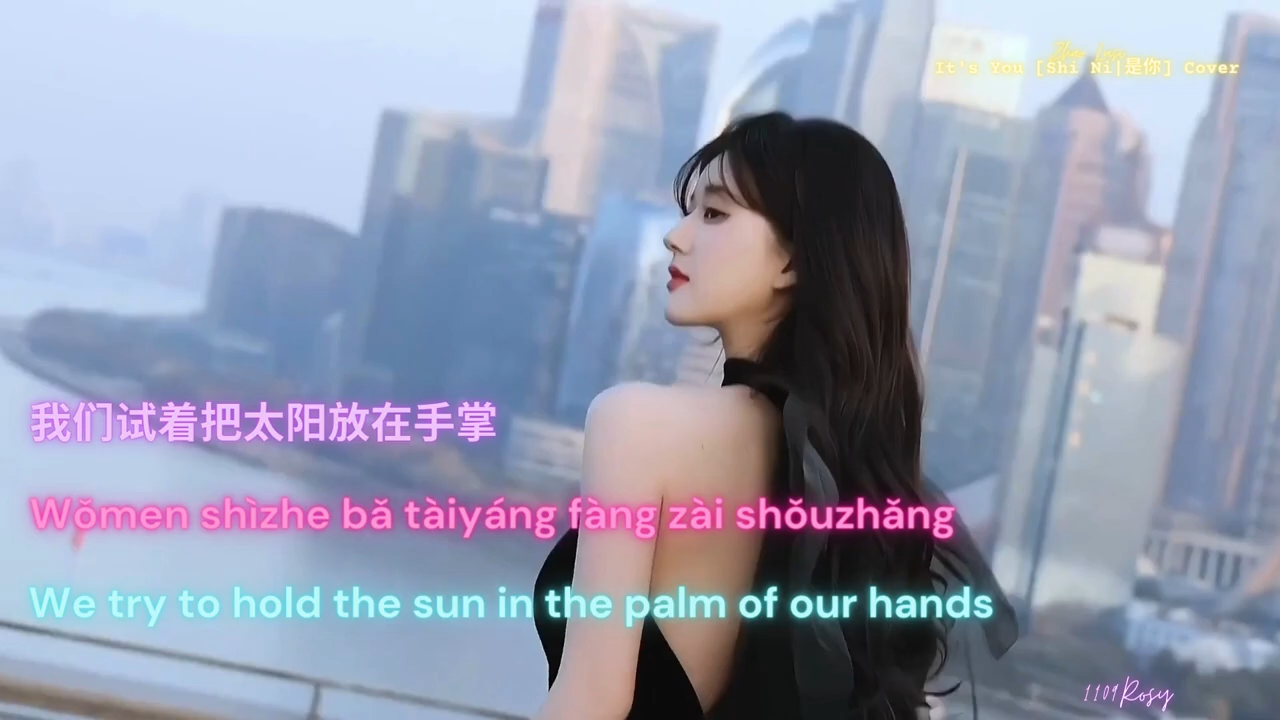 Zhao Lusi
It's You [Shi Ni|是你] Cover
我们试着把太阳放在手掌
Wǒmen shìzhe bǎ tàiyáng fàng zài shǒuzhǎng
We try to hold the sun in the palm of our hands
1109Rosy